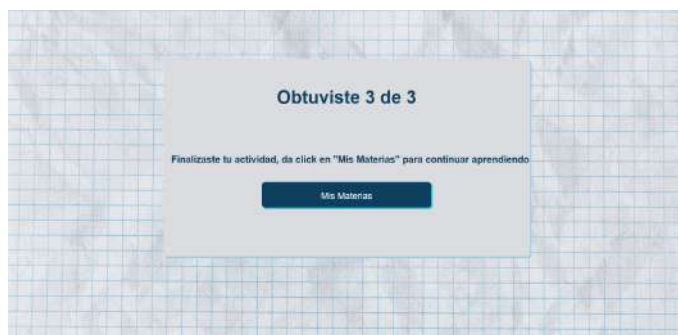 Obtuviste 3 de 3
Finalizaste tu actividad, da click en "Mis Materias" para continuar aprendiendo
Mis Materias